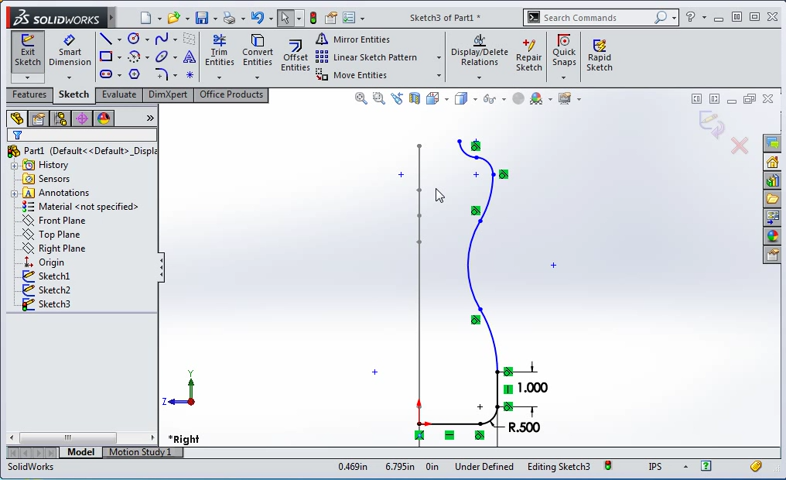 SOLIDWORKS
Sketch3 of Part1 *
Search Commands
Exit Sketch
Smart Dimension
Trim Entities
Convert Entities
Offset Entities
Mirror Entities
Linear Sketch Pattern
Move Entities
Display/Delete Relations
Repair Sketch
Quick Snaps
Rapid Sketch
Features
Sketch
Evaluate
DimXpert
Office Products
Part1 (Default<<Default>_Displa
History
Sensors
Annotations
Material <not specified>
Front Plane
Top Plane
Right Plane
Origin
Sketch1
Sketch2
Sketch3
1.000
R.500
Y
Z
*Right
Model
Motion Study 1
SolidWorks
0.469in
6.795in
0in
Under Defined
Editing Sketch3
IPS